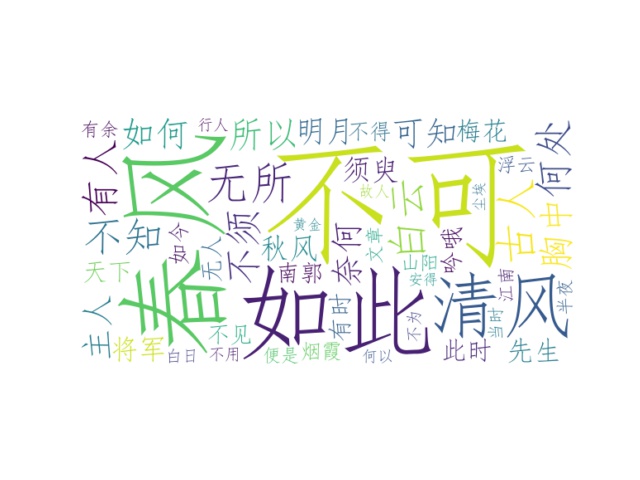 有余
如何
行人
所以
明月
不得
可知
梅花
何处
有人
春风
无所
不可
须臾
浮云
故人
尘埃
古人
胸中
不知
如今
不须
无人
秋风
黄金
奈何
文章
白云
吟哦
天下
南郭
山阳
安得
江南
半夜
主人
将军
白日
不见
不用
如此
便是
烟霞
有时
何以
不为
清风
当时
此时
先生